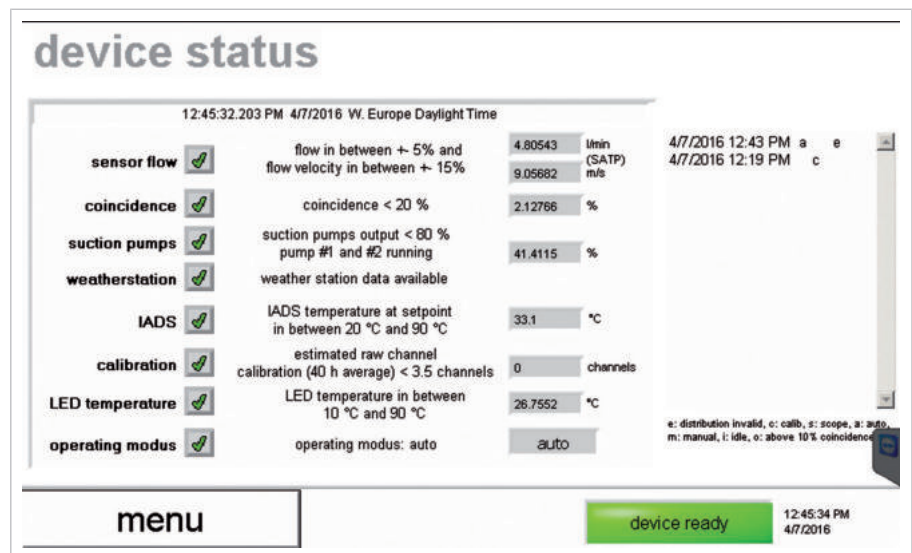 device status
12:45:32.203 PM 4/7/2016 W. Europe Daylight Time
sensor flow
flow in between +- 5% and
flow velocity in between +- 15%
4.80543 l/min
(SATP)
9.05682 m/s
coincidence
coincidence < 20 %
2.12766 %
suction pumps
suction pumps output < 80 %
pump #1 and #2 running
41.4115 %
weatherstation
weather station data available
IADS
IADS temperature at setpoint
in between 20 °C and 90 °C
33.1 °C
calibration
estimated raw channel
calibration (40 h average) < 3.5 channels
0 channels
LED temperature
LED temperature in between
10 °C and 90 °C
26.7552 °C
operating modus
operating modus: auto
auto
4/7/2016 12:43 PM a e
4/7/2016 12:19 PM c
e: distribution invalid, c: calib, s: scope, a: auto,
m: manual, i: idle, o: above 10% coincidence
menu
device ready
12:45:34 PM
4/7/2016